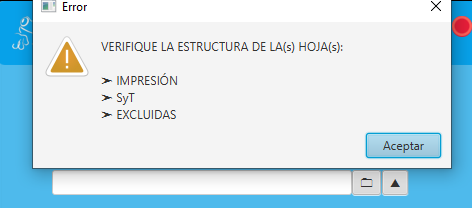 Error
VERIFIQUE LA ESTRUCTURA DE LA(s) HOJA(s):
➤ IMPRESIÓN
➤ SyT
➤ EXCLUIDAS
Aceptar